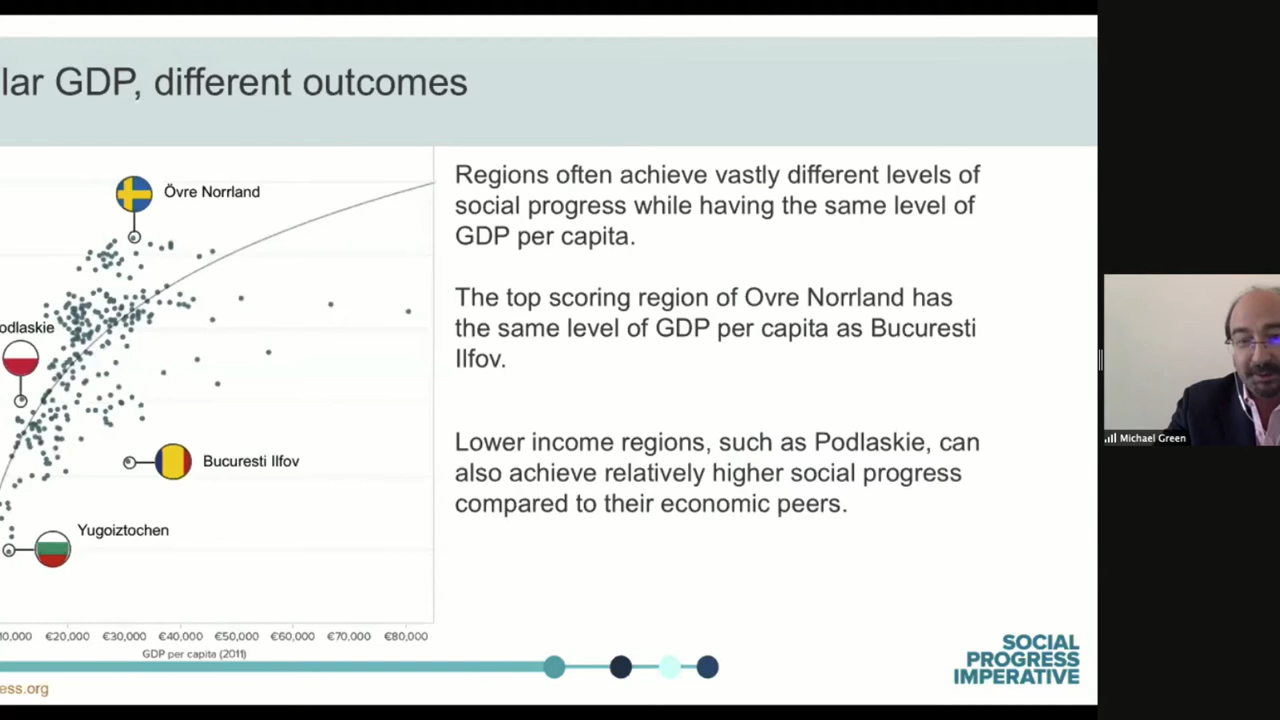 lar GDP, different outcomes
Övre Norrland
odlaskie
Bucuresti Ilfov
Yugoiztochen
10,000 €20,000 €30,000 €40,000 €50,000 €60,000 €70,000 €80,000
GDP per capita (2011)
Regions often achieve vastly different levels of
social progress while having the same level of
GDP per capita.
The top scoring region of Ovre Norrland has
the same level of GDP per capita as Bucuresti
Ilfov.
Lower income regions, such as Podlaskie, can
also achieve relatively higher social progress
compared to their economic peers.
ess.org
SOCIAL
PROGRESS
IMPERATIVE
Michael Green